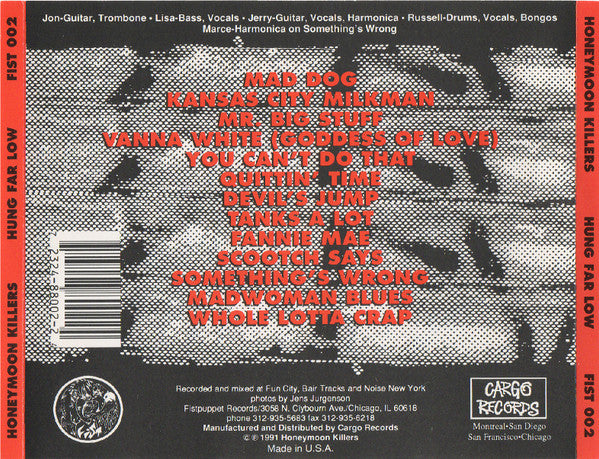 Jon-Guitar, Trombone • Lisa-Bass, Vocals • Jerry-Guitar, Vocals, Harmonica • Russell-Drums, Vocals, Bongos
Marce-Harmonica on Something's Wrong
MAD DOG
KANSAS CITY MILKMAN
MR. BIG STUFF
VANNA WHITE (GODDESS OF LOVE)
YOU CAN'T DO THAT
QUITTIN' TIME
DEVIL'S JUMP
TANKS A LOT
FANNIE MAE
SCOOTCH SAYS
SOMETHING'S WRONG
MADWOMAN BLUES
WHOLE LOTTA CRAP
HONEYMOON KILLERS HUNG FAR LOW FIST 002
HONEYMOON KILLERS HUNG FAR LOW FIST 002
Recorded and mixed at Fun City, Bair Tracks and Noise New York
photos by Jens Jurgonson
Fistpuppet Records/3058 N. Clybourn Ave./Chicago, IL 60618
phone 312-935-5683 fax 312-935-6218
Manufactured and Distributed by Cargo Records
© ℗ 1991 Honeymoon Killers
Made in U.S.A.
CARGO
RECORDS
Montreal•San Diego
San Francisco•Chicago